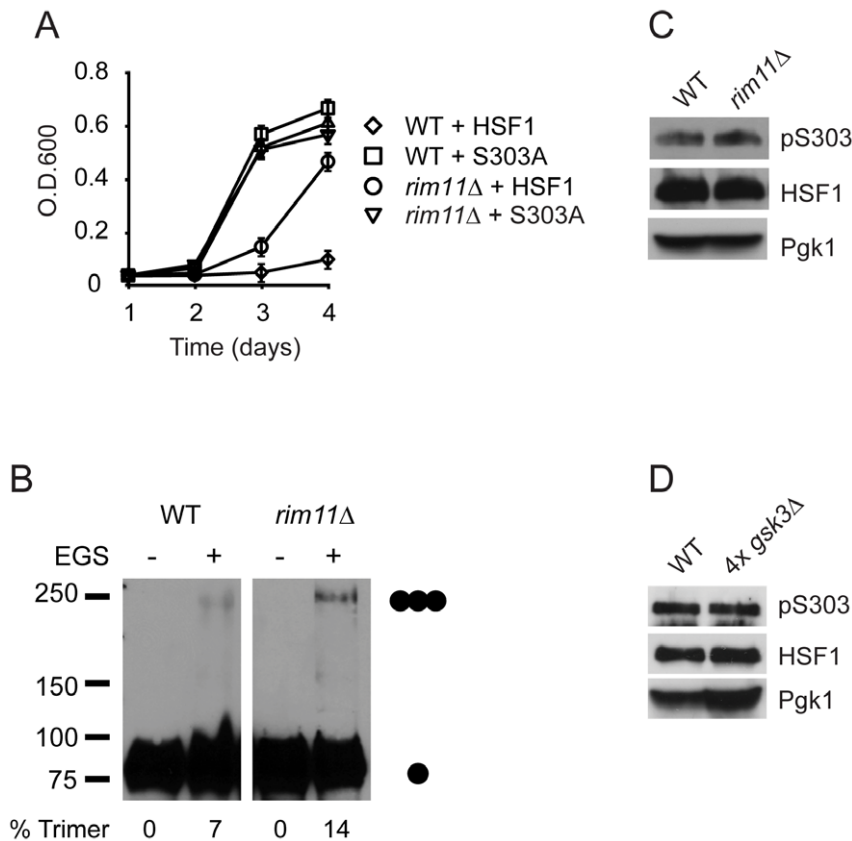 A
O.D.600
0.8
0.6
0.4
0.2
0
1 2 3 4
Time (days)
WT + HSF1
WT + S303A
rim11Δ + HSF1
rim11Δ + S303A
C
WT rim11Δ
pS303
HSF1
Pgk1
B
WT rim11Δ
EGS - + - +
250
150
100
75
% Trimer 0 7 0 14
D
WT 4x gsk3Δ
pS303
HSF1
Pgk1